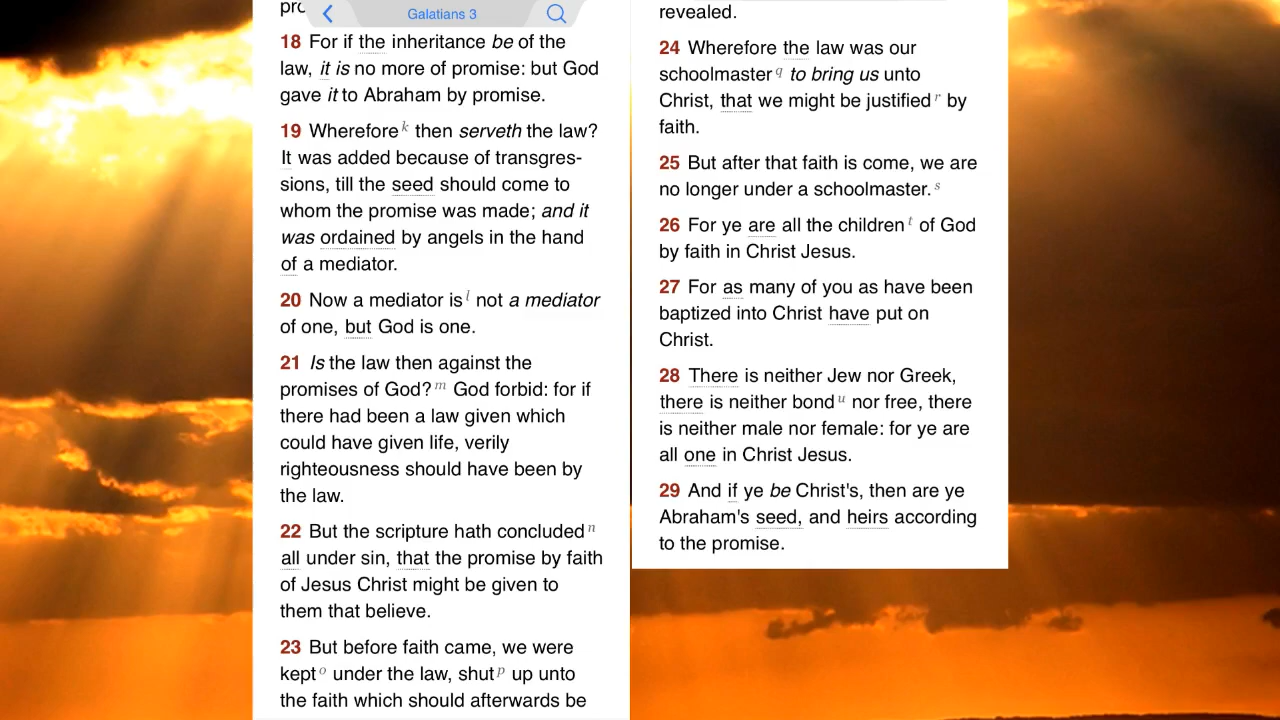 pro
Galatians 3
18 For if the inheritance be of the
law, it is no more of promise: but God
gave it to Abraham by promise.
19 Wherefore k then serveth the law?
It was added because of transgres-
sions, till the seed should come to
whom the promise was made; and it
was ordained by angels in the hand
of a mediator.
20 Now a mediator is l not a mediator
of one, but God is one.
21 Is the law then against the
promises of God? m God forbid: for if
there had been a law given which
could have given life, verily
righteousness should have been by
the law.
22 But the scripture hath concluded n
all under sin, that the promise by faith
of Jesus Christ might be given to
them that believe.
23 But before faith came, we were
kept o under the law, shut p up unto
the faith which should afterwards be
revealed.
24 Wherefore the law was our
schoolmaster q to bring us unto
Christ, that we might be justified r by
faith.
25 But after that faith is come, we are
no longer under a schoolmaster. s
26 For ye are all the children t of God
by faith in Christ Jesus.
27 For as many of you as have been
baptized into Christ have put on
Christ.
28 There is neither Jew nor Greek,
there is neither bond u nor free, there
is neither male nor female: for ye are
all one in Christ Jesus.
29 And if ye be Christ's, then are ye
Abraham's seed, and heirs according
to the promise.